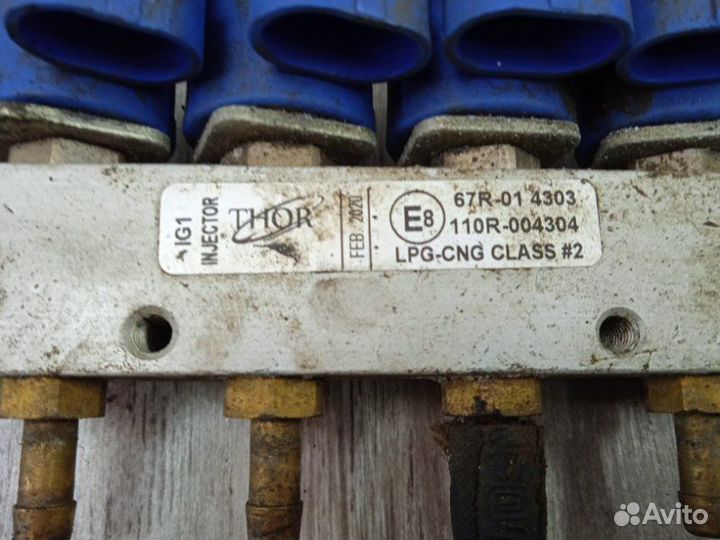 IG1
INJECTOR
THOR
FEB 2020
E8
67R-01 4303
110R-004304
LPG-CNG CLASS #2
Avito